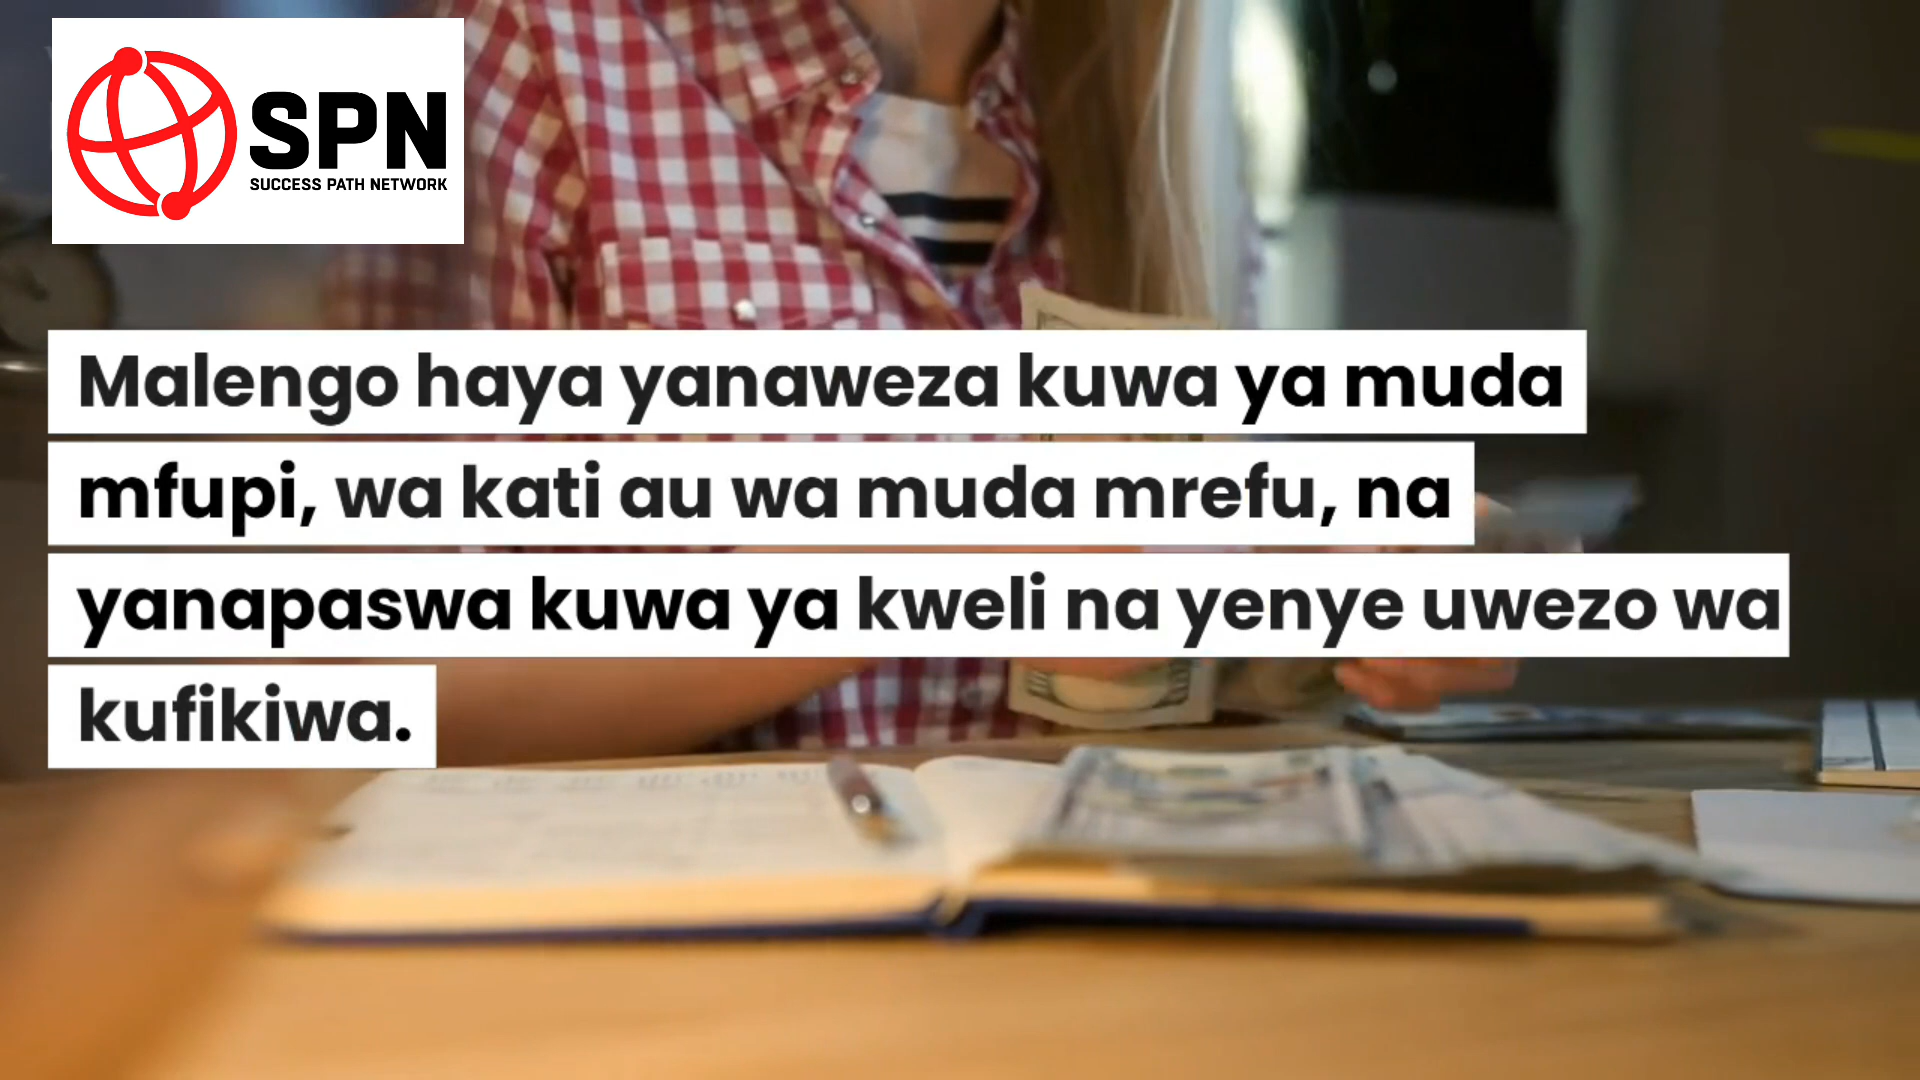 SPN
SUCCESS PATH NETWORK
Malengo haya yanaweza kuwa ya muda
mfupi, wa kati au wa muda mrefu, na
yanapaswa kuwa ya kweli na yenye uwezo wa
kufikiwa.